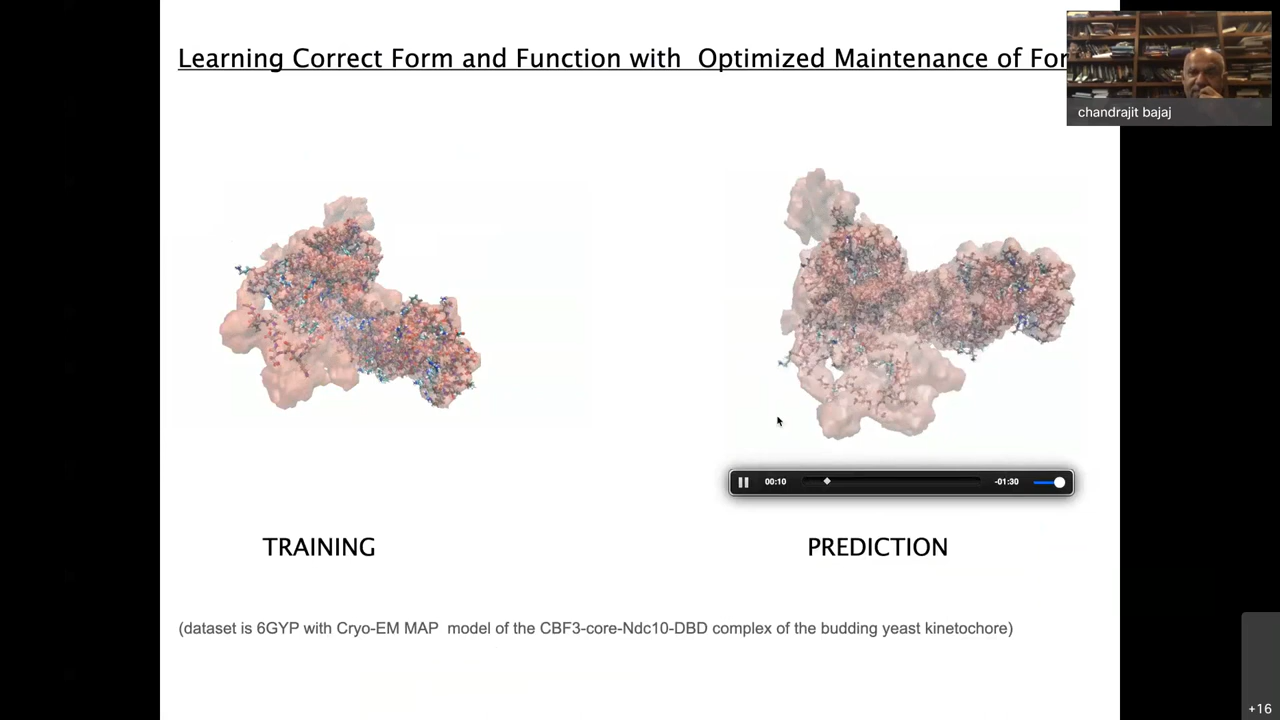 Learning Correct Form and Function with Optimized Maintenance of
chandrajit bajaj
00:10
-01:30
TRAINING
PREDICTION
(dataset is 6GYP with Cryo-EM MAP model of the CBF3-core-Ndc10-DBD complex of the budding yeast kinetochore)
+16